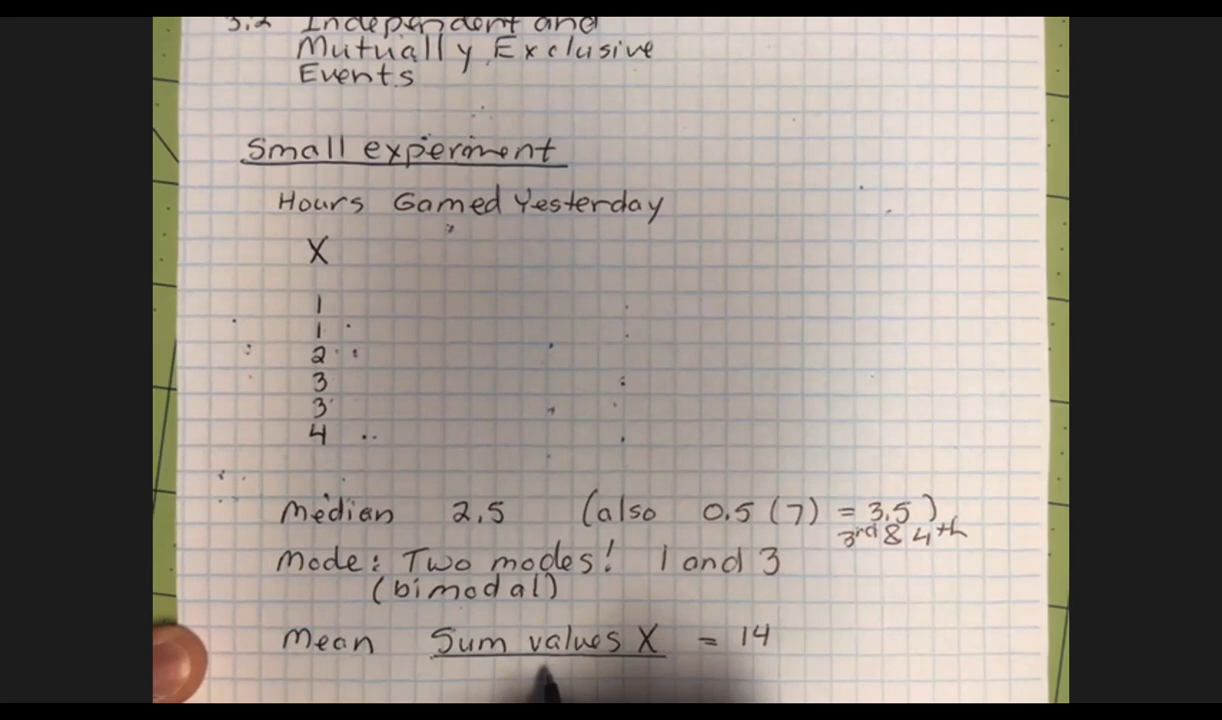 3.2 Independent and
Mutually Exclusive
Events
Small experiment
Hours Gamed Yesterday
X
1
1
2
3
3
4
Median 2.5 (also 0.5 (7) = 3.5)
3rd & 4th
Mode: Two modes! 1 and 3
(bimodal)
Mean Sum values X = 14